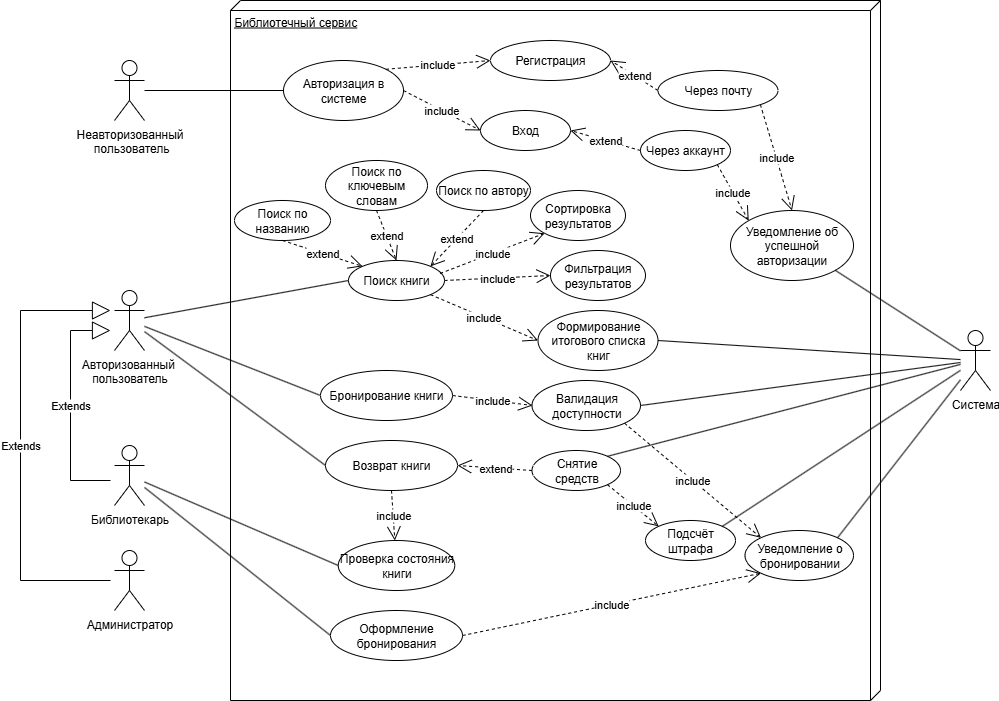 Библиотечный сервис
Неавторизованный
пользователь
Авторизация в
системе
include
include
Регистрация
Вход
extend
Через почту
extend
Через аккаунт
include
include
Уведомление об
успешной
авторизации
Поиск по
названию
Поиск по
ключевым
словам
Поиск по автору
extend
extend
extend
Поиск книги
include
include
include
Сортировка
результатов
Фильтрация
результатов
Формирование
итогового списка
книг
Авторизованный
пользователь
Система
Бронирование книги
include
Валидация
доступности
Extends
Extends
Возврат книги
extend
Снятие
средств
include
include
include
Подсчёт
штрафа
Уведомление о
бронировании
Библиотекарь
Проверка состояния
книги
Администратор
Оформление
бронирования
include